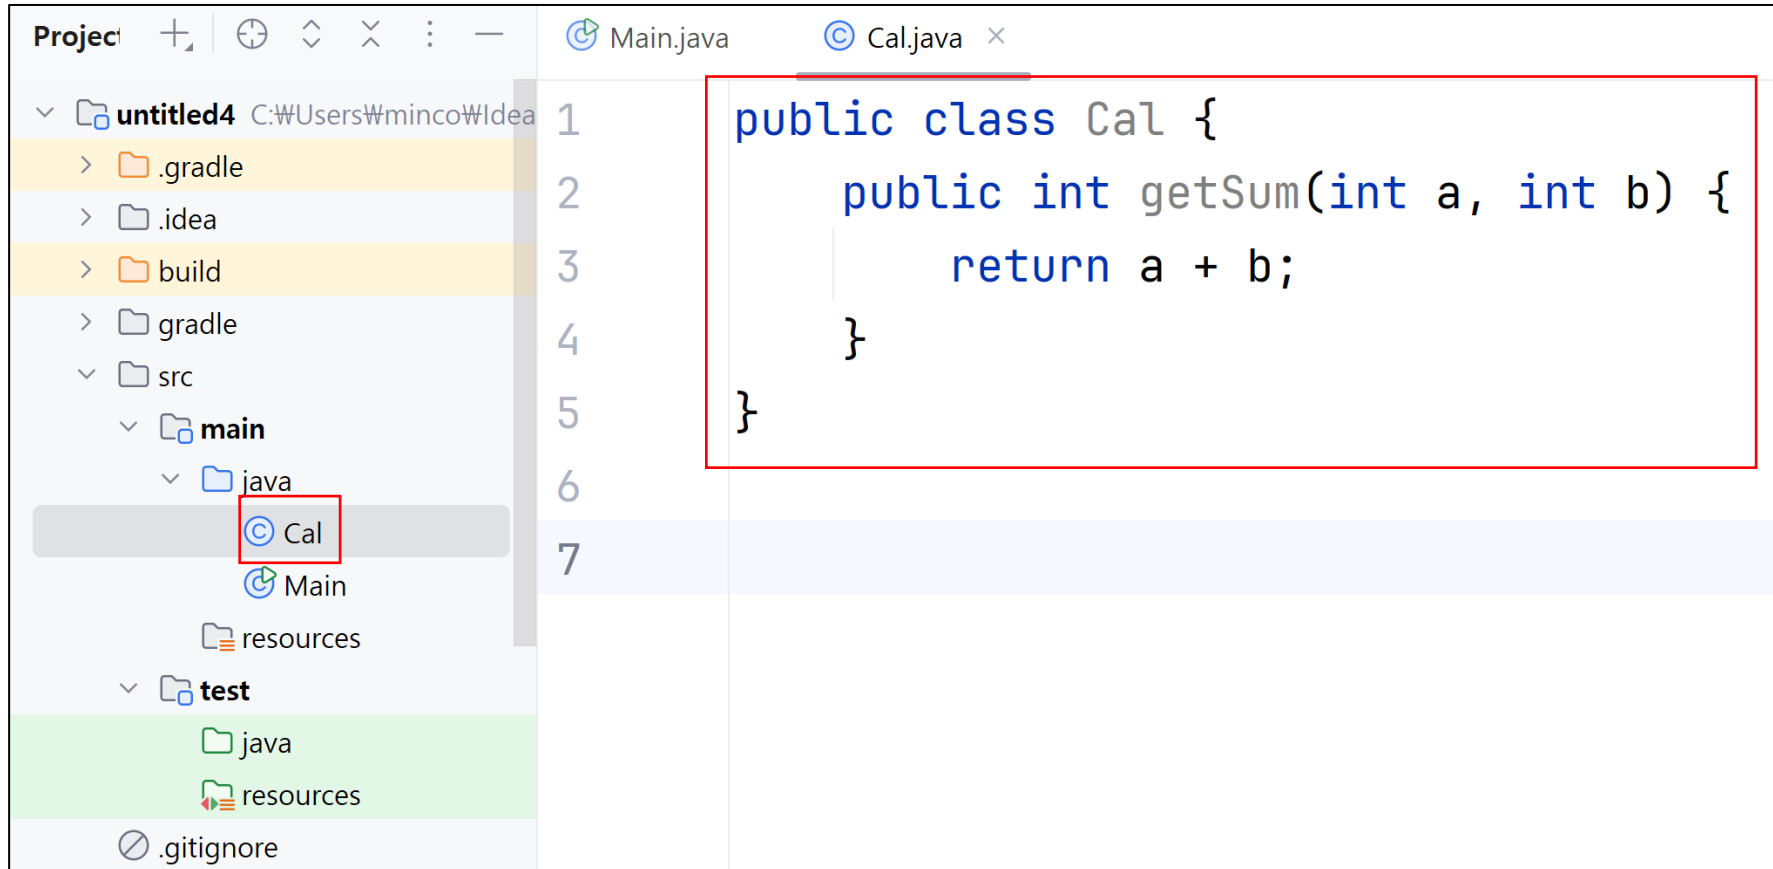 Project
untitled4 C:₩Users₩minco₩Idea
.gradle
.idea
build
gradle
src
main
java
Cal
Main
resources
test
java
resources
.gitignore
Main.java Cal.java
1 public class Cal {
2 public int getSum(int a, int b) {
3 return a + b;
4 }
5 }
6
7